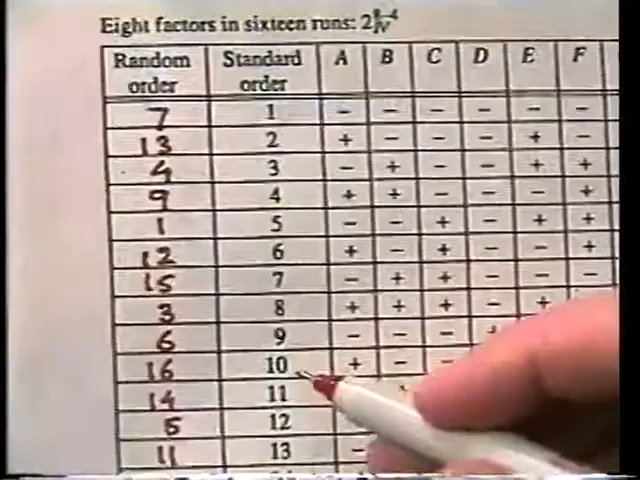 Eight factors in sixteen runs: 2
Random order Standard order A B C D E F
7 1 − − − − − −
13 2 + − − − + −
4 3 − + − − + +
9 4 + + − − − +
1 5 − − + − + +
12 6 + − + − − +
15 7 − + + − − −
3 8 + + + − +
6 9 − − −
16 10 + −
14 11
5 12
11 13 −